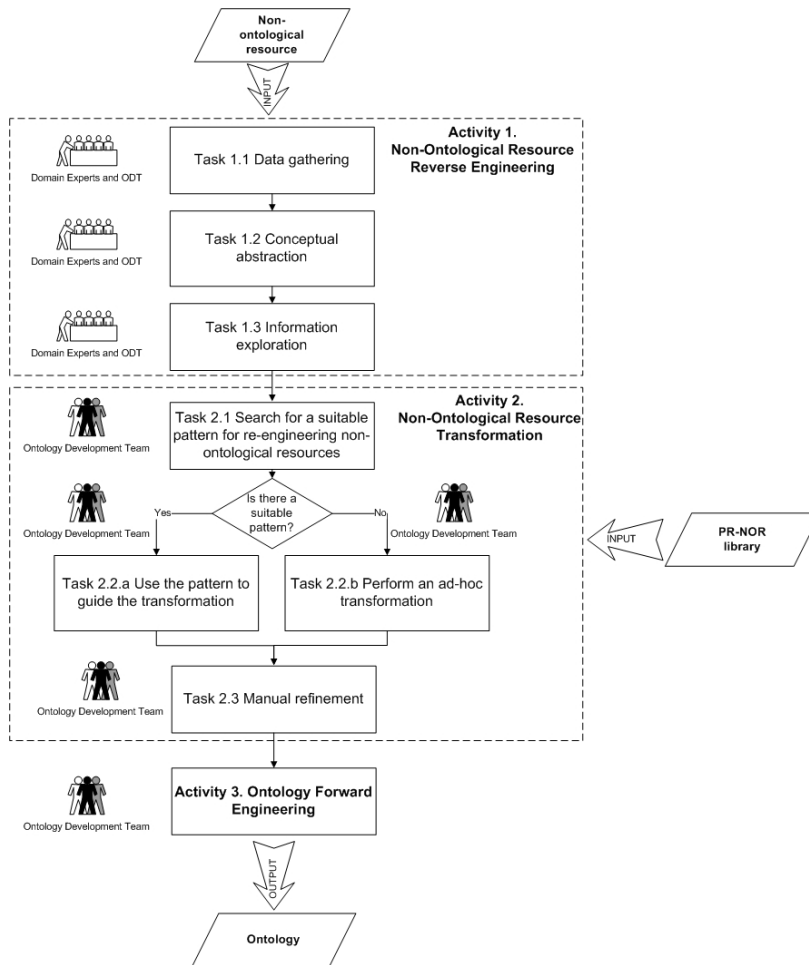 Non-
ontological
resource
INPUT
Activity 1.
Non-Ontological Resource
Reverse Engineering
Task 1.1 Data gathering
Domain Experts and ODT
Task 1.2 Conceptual
abstraction
Domain Experts and ODT
Task 1.3 Information
exploration
Domain Experts and ODT
Activity 2.
Non-Ontological Resource
Transformation
Task 2.1 Search for a suitable
pattern for re-engineering non-
ontological resources
Ontology Development Team
Is there a
suitable
pattern?
Yes
No
Ontology Development Team
Ontology Development Team
INPUT
PR-NOR
library
Task 2.2.a Use the pattern to
guide the transformation
Task 2.2.b Perform an ad-hoc
transformation
Task 2.3 Manual refinement
Ontology Development Team
Activity 3. Ontology Forward
Engineering
Ontology Development Team
OUTPUT
Ontology